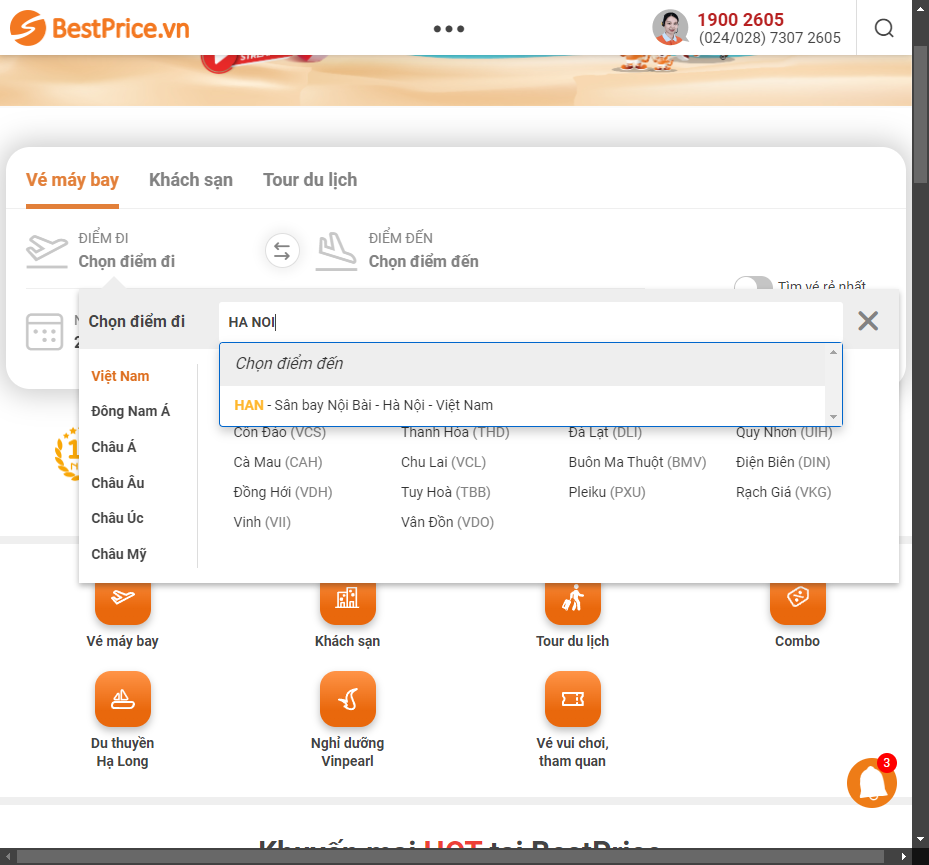 BestPrice.vn
1900 2605
(024/028) 7307 2605
Vé máy bay
Khách sạn
Tour du lịch
ĐIỂM ĐI
Chọn điểm đi
ĐIỂM ĐẾN
Chọn điểm đến
Tìm vé rẻ nhất
Chọn điểm đi
HA NOI
Việt Nam
Đông Nam Á
Châu Á
Châu Âu
Châu Úc
Châu Mỹ
Chọn điểm đến
HAN - Sân bay Nội Bài - Hà Nội - Việt Nam
Côn Đảo (VCS)
Thanh Hóa (THD)
Đà Lạt (DLI)
Quy Nhơn (UIH)
Cà Mau (CAH)
Chu Lai (VCL)
Buôn Ma Thuột (BMV)
Điện Biên (DIN)
Đồng Hới (VDH)
Tuy Hoà (TBB)
Pleiku (PXU)
Rạch Giá (VKG)
Vinh (VII)
Vân Đồn (VDO)
Vé máy bay
Khách sạn
Tour du lịch
Combo
Du thuyền
Hạ Long
Nghỉ dưỡng
Vinpearl
Vé vui chơi,
tham quan
3
Khuyến mại HOT tại BestPrice